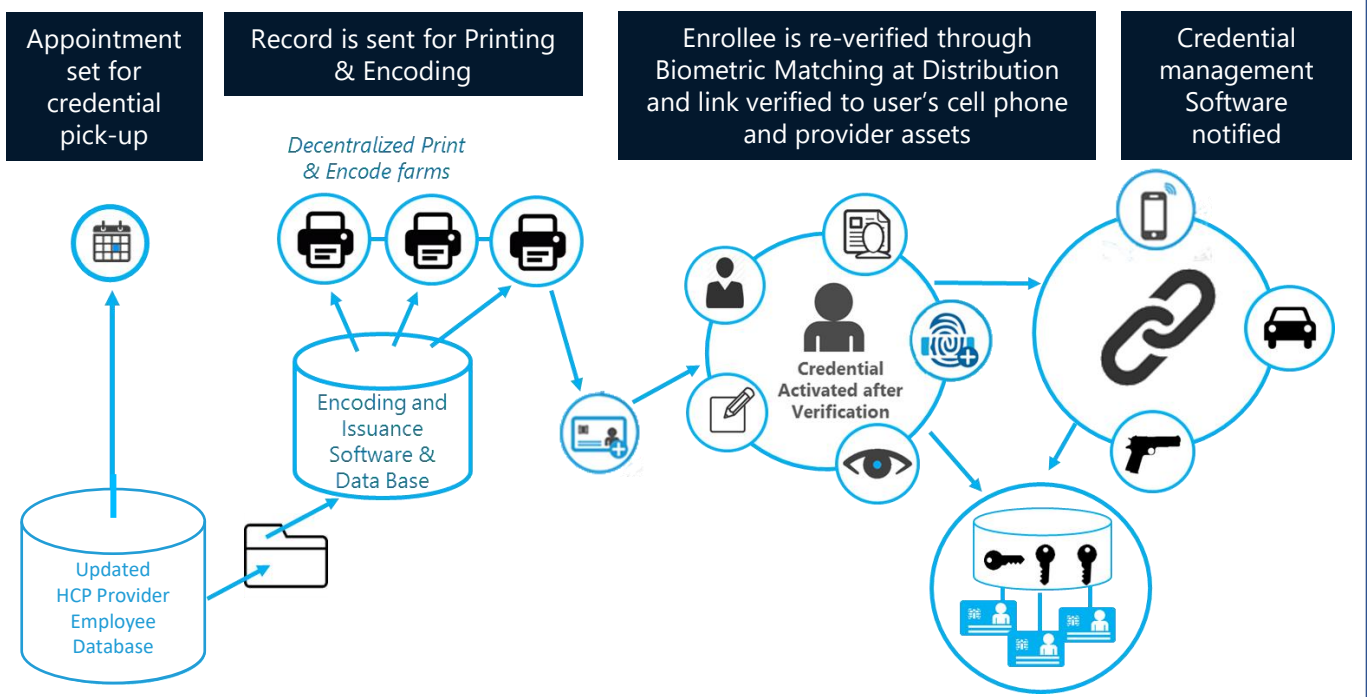 Appointment
set for
credential
pick-up
Record is sent for Printing
& Encoding
Enrollee is re-verified through
Biometric Matching at Distribution
and link verified to user's cell phone
and provider assets
Credential
management
Software
notified
Decentralized Print
& Encode farms
Encoding and
Issuance
Software &
Data Base
Credential
Activated after
Verification
Updated
HCP Provider
Employee
Database